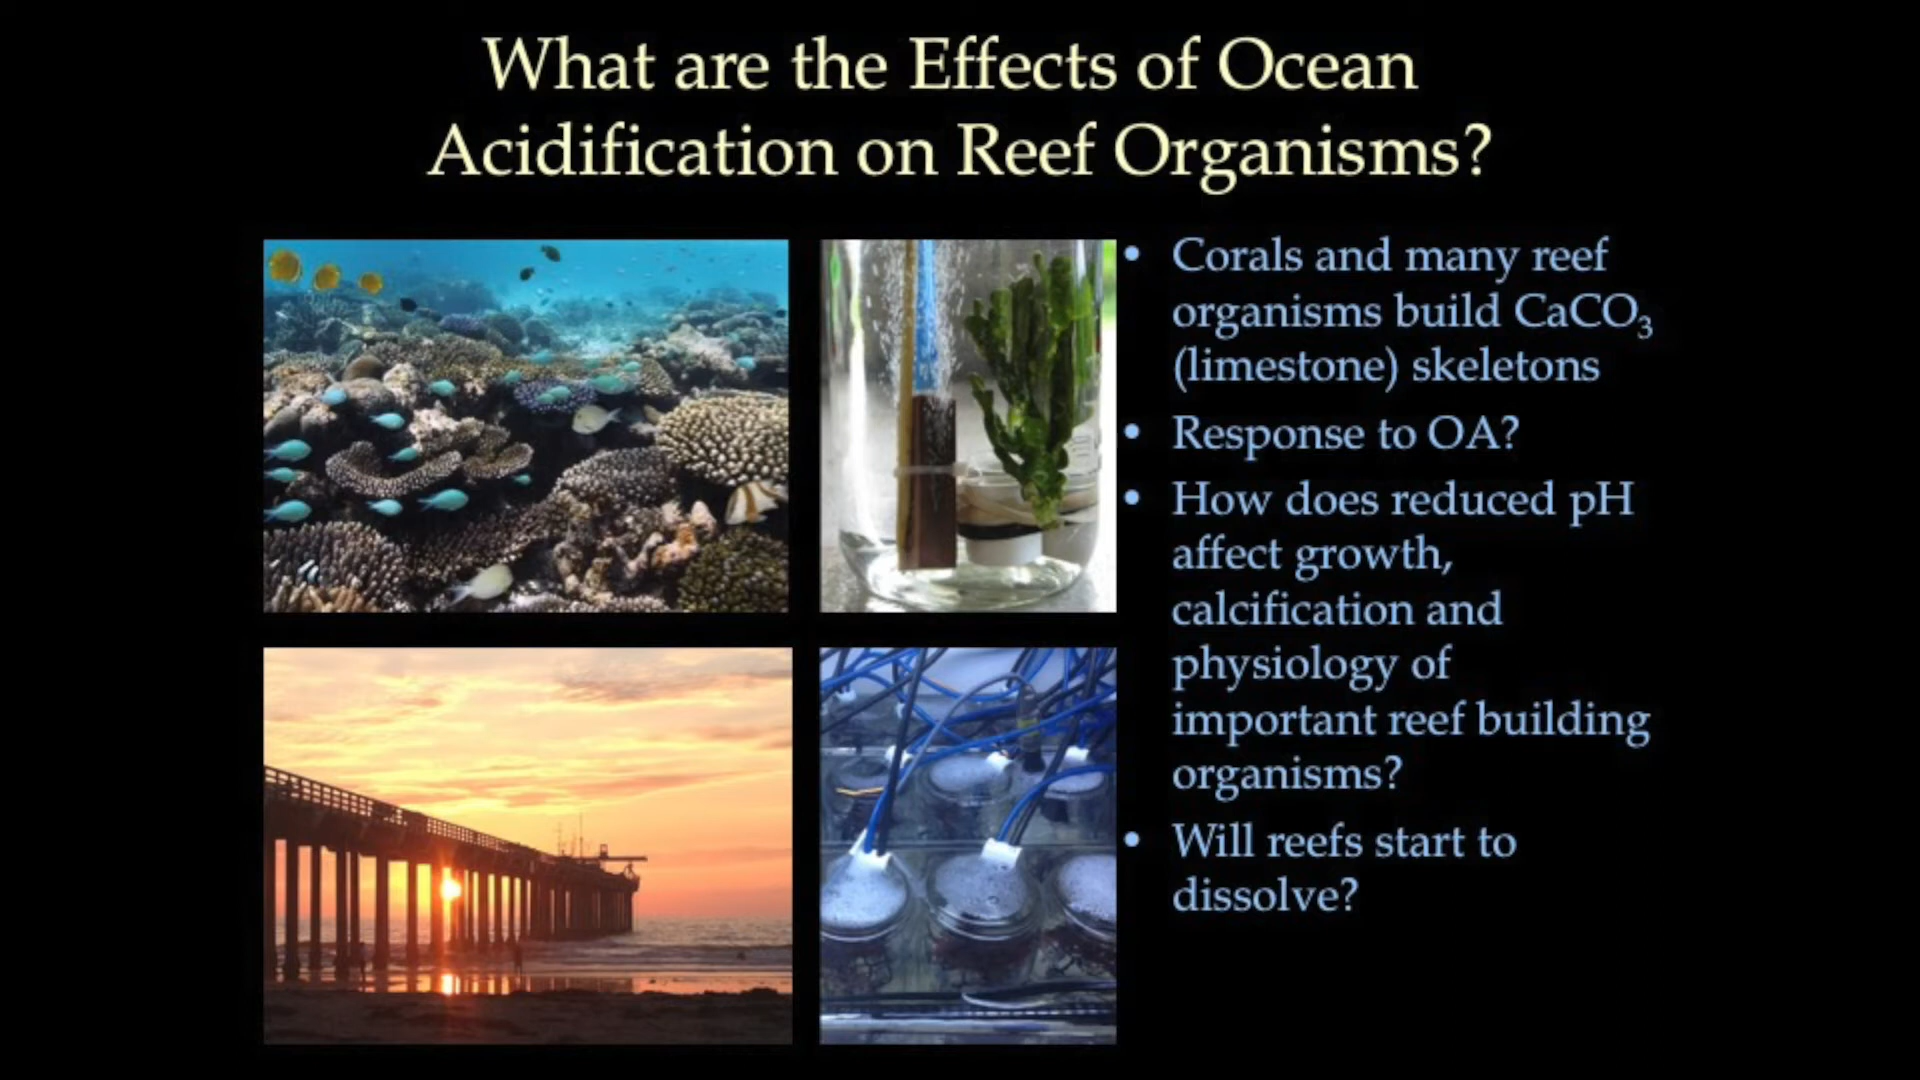 What are the Effects of Ocean
Acidification on Reef Organisms?
• Corals and many reef
organisms build CaCO₃
(limestone) skeletons
• Response to OA?
• How does reduced pH
affect growth,
calcification and
physiology of
important reef building
organisms?
• Will reefs start to
dissolve?